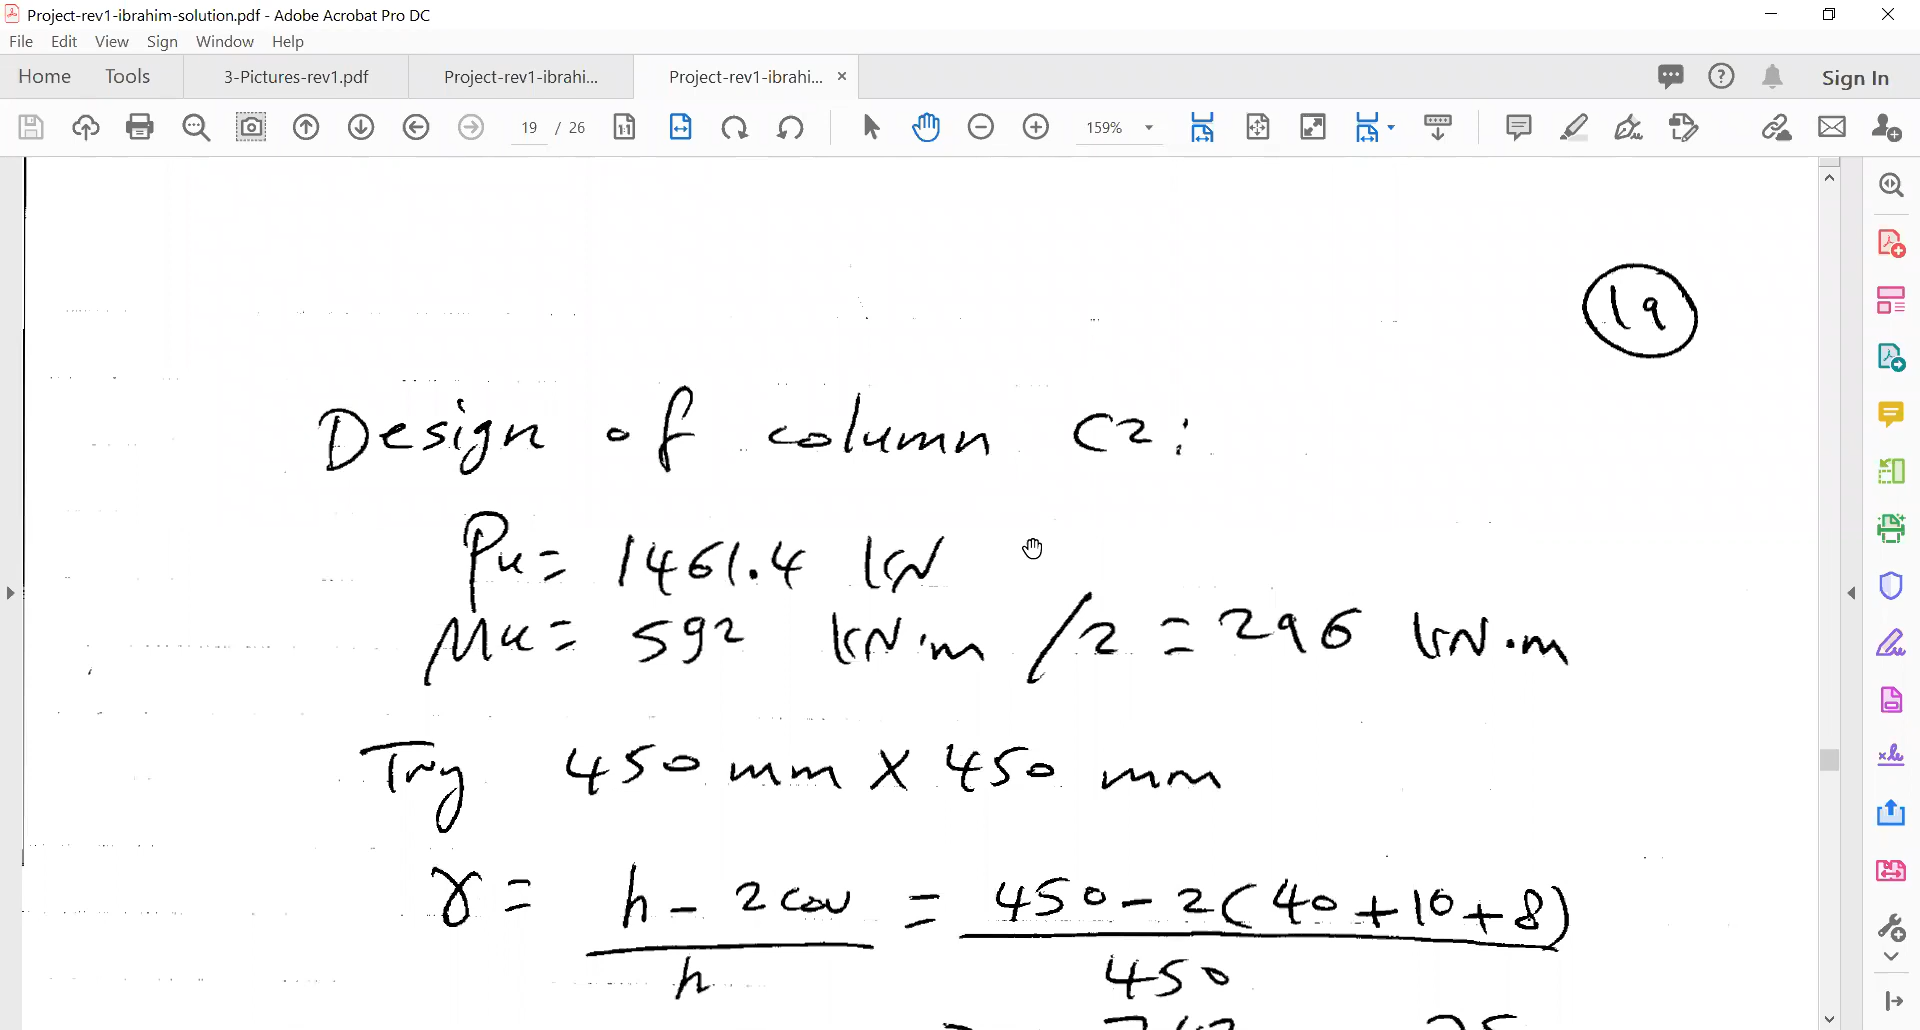 Project-rev1-ibrahim-solution.pdf - Adobe Acrobat Pro DC
File Edit View Sign Window Help
Home Tools 3-Pictures-rev1.pdf Project-rev1-ibrahi... Project-rev1-ibrahi... × Sign In
19 / 26 159%
19
Design of column C2:
Pu = 1461.4 kN
Mu = 592 kN.m /2 = 296 kN.m
Try 450 mm X 450 mm
γ = h - 2 cov / h = 450 - 2(40 + 10 + 8) / 450